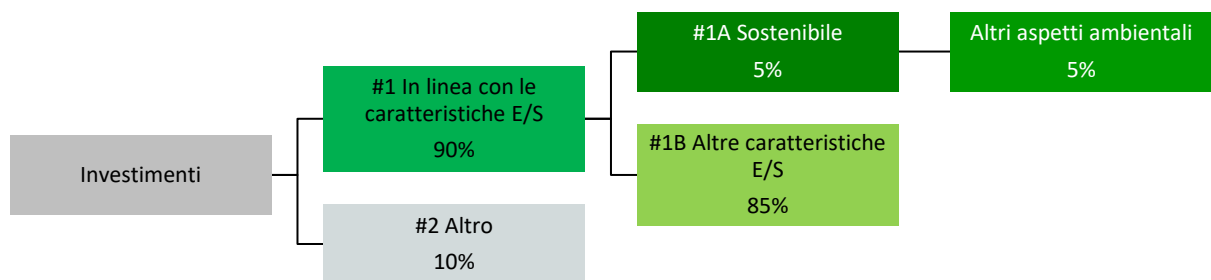 Investimenti
#1 In linea con le
caratteristiche E/S
90%
#2 Altro
10%
#1A Sostenibile
5%
#1B Altre caratteristiche
E/S
85%
Altri aspetti ambientali
5%